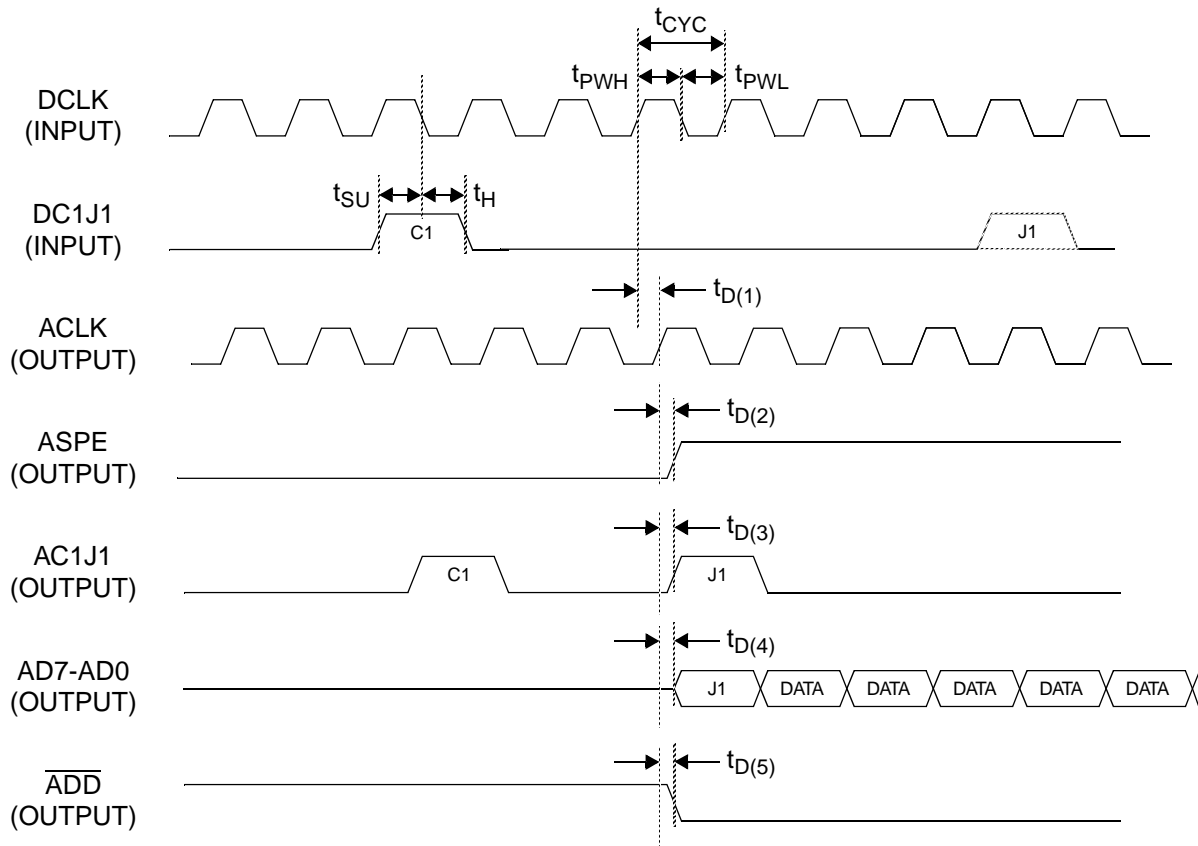 tCYC
tPWH tPWL
DCLK
(INPUT)
tSU tH
DC1J1
(INPUT)
C1 J1
tD(1)
ACLK
(OUTPUT)
tD(2)
ASPE
(OUTPUT)
tD(3)
AC1J1
(OUTPUT)
C1 J1
tD(4)
AD7-AD0
(OUTPUT)
J1 DATA DATA DATA DATA DATA
tD(5)
ADD
(OUTPUT)